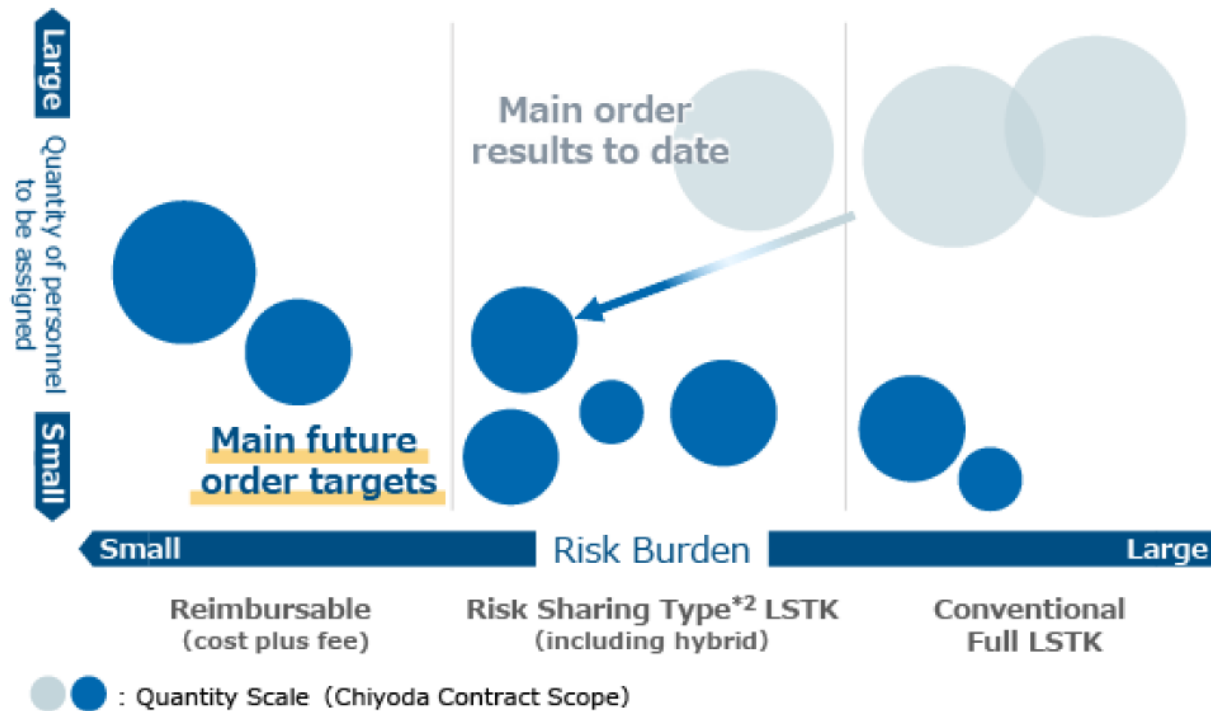 Large
Quantity of personnel
to be assigned
Small
Main order
results to date
Main future
order targets
Small
Risk Burden
Large
Reimbursable
(cost plus fee)
Risk Sharing Type*2 LSTK
(including hybrid)
Conventional
Full LSTK
: Quantity Scale（Chiyoda Contract Scope）